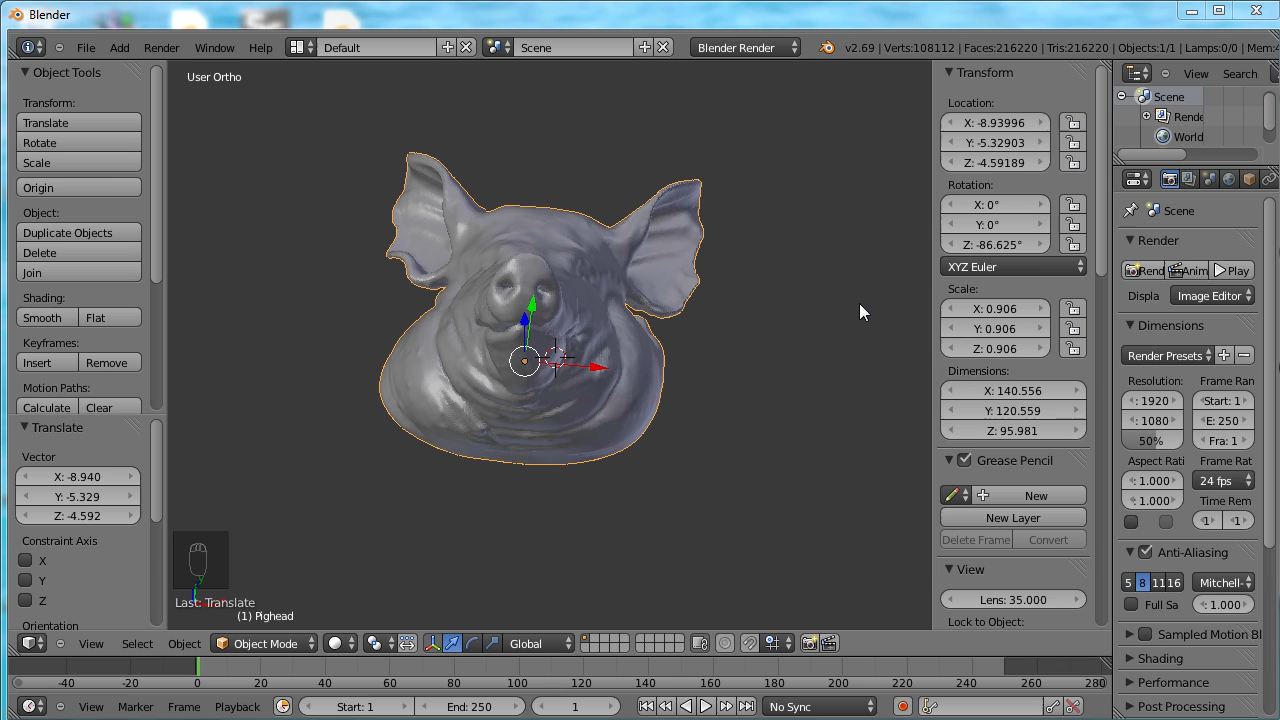 Blender
File Add Render Window Help Default Scene Blender Render v2.69 | Verts:108112 | Faces:216220 | Tris:216220 | Objects:1/1 | Lamps:0/0 | Mem:
Object Tools
Transform:
Translate
Rotate
Scale
Origin
Object:
Duplicate Objects
Delete
Join
Shading:
Smooth Flat
Keyframes:
Insert Remove
Motion Paths:
Calculate Clear
Translate
Vector
X: -8.940
Y: -5.329
Z: -4.592
Constraint Axis
X
Y
Z
Orientation
User Ortho
Last: Translate
(1) Pighead
Transform
Location:
X: -8.93996
Y: -5.32903
Z: -4.59189
Rotation:
X: 0°
Y: 0°
Z: -86.625°
XYZ Euler
Scale:
X: 0.906
Y: 0.906
Z: 0.906
Dimensions:
X: 140.556
Y: 120.559
Z: 95.981
Grease Pencil
New
New Layer
Delete Frame Convert
View
Lens: 35.000
Lock to Object:
View Search
Scene
Rende
World
Scene
Render
Rend Anim Play
Displa Image Editor
Dimensions
Render Presets
Resolution: Frame Ran
: 1920 Start: 1
: 1080 E: 250
50% Fra: 1
Aspect Rati Frame Rat
: 1.000 24 fps
: 1.000 Time Rem
1 1
Anti-Aliasing
5 8 11 16 Mitchell-
Full Sa : 1.000
Sampled Motion Bl
Shading
Performance
Post Processing
View Select Object Object Mode Global
-40 -20 0 20 40 60 80 100 120 140 160 180 200 220 240 260 280
View Marker Frame Playback Start: 1 End: 250 1 No Sync